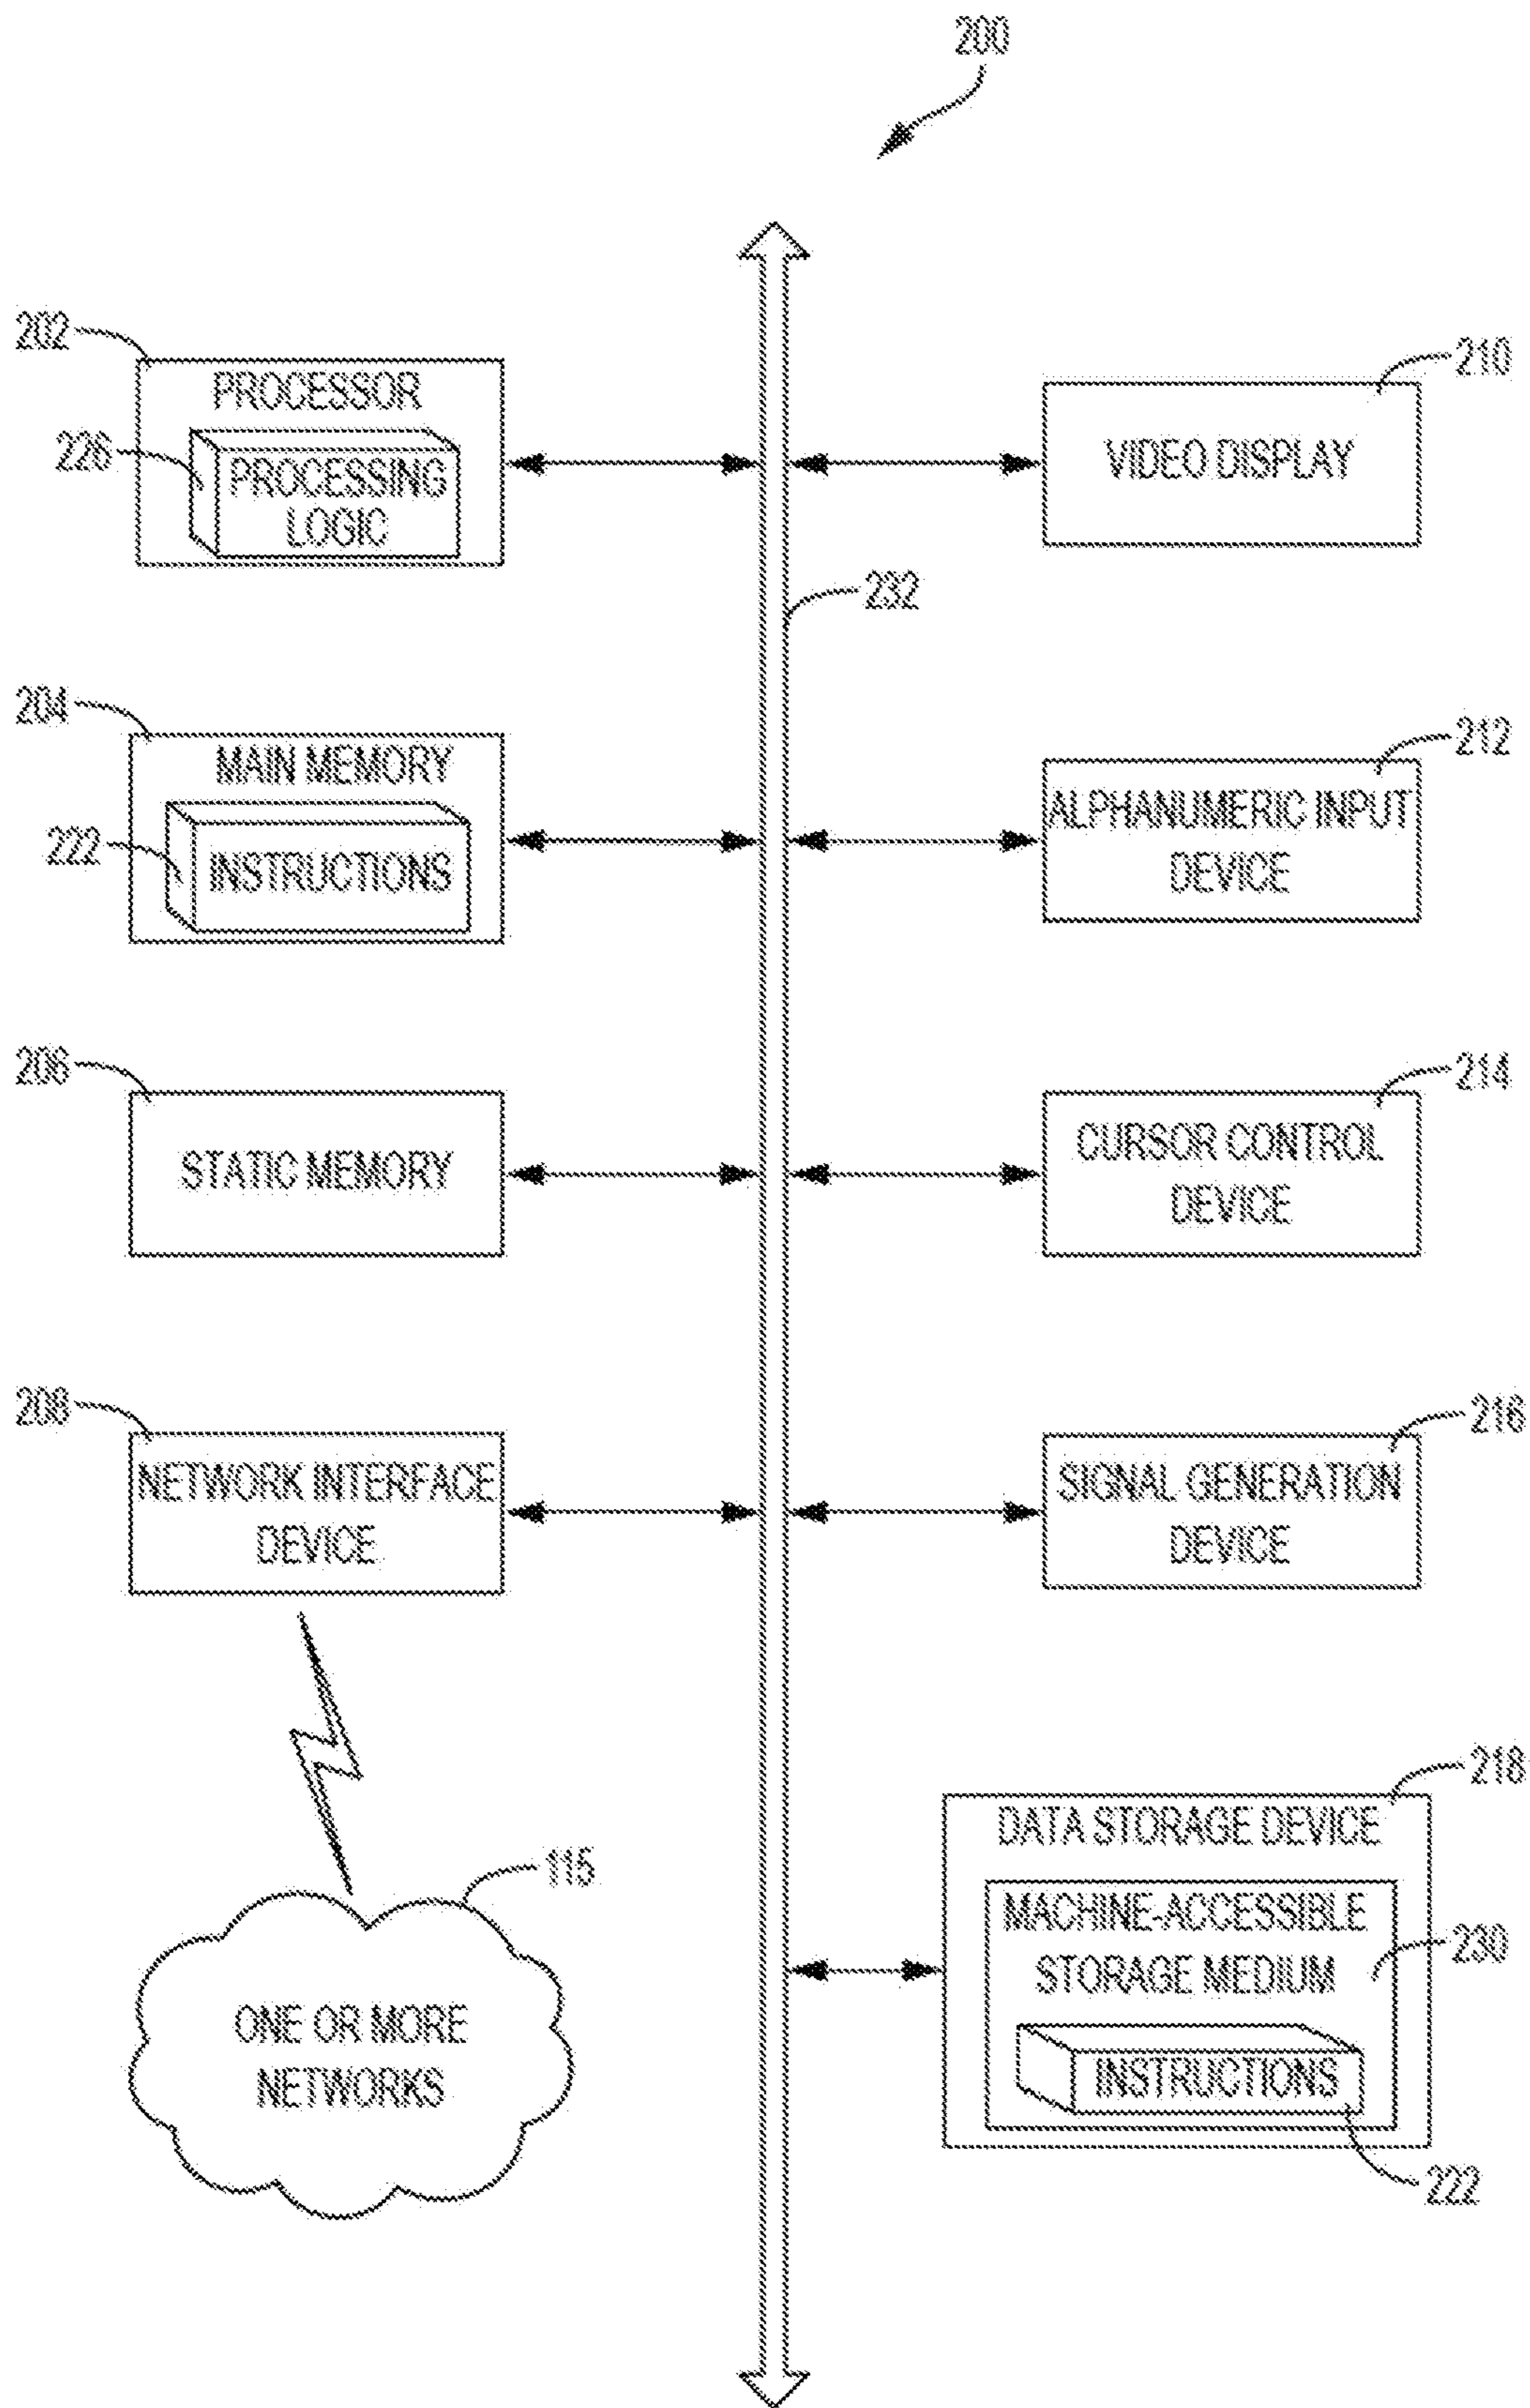 200
202
PROCESSOR
226
PROCESSING
LOGIC
210
VIDEO DISPLAY
232
204
MAIN MEMORY
222
INSTRUCTIONS
212
ALPHANUMERIC INPUT
DEVICE
206
STATIC MEMORY
214
CURSOR CONTROL
DEVICE
208
NETWORK INTERFACE
DEVICE
216
SIGNAL GENERATION
DEVICE
115
ONE OR MORE
NETWORKS
218
DATA STORAGE DEVICE
MACHINE-ACCESSIBLE
STORAGE MEDIUM
230
INSTRUCTIONS
222